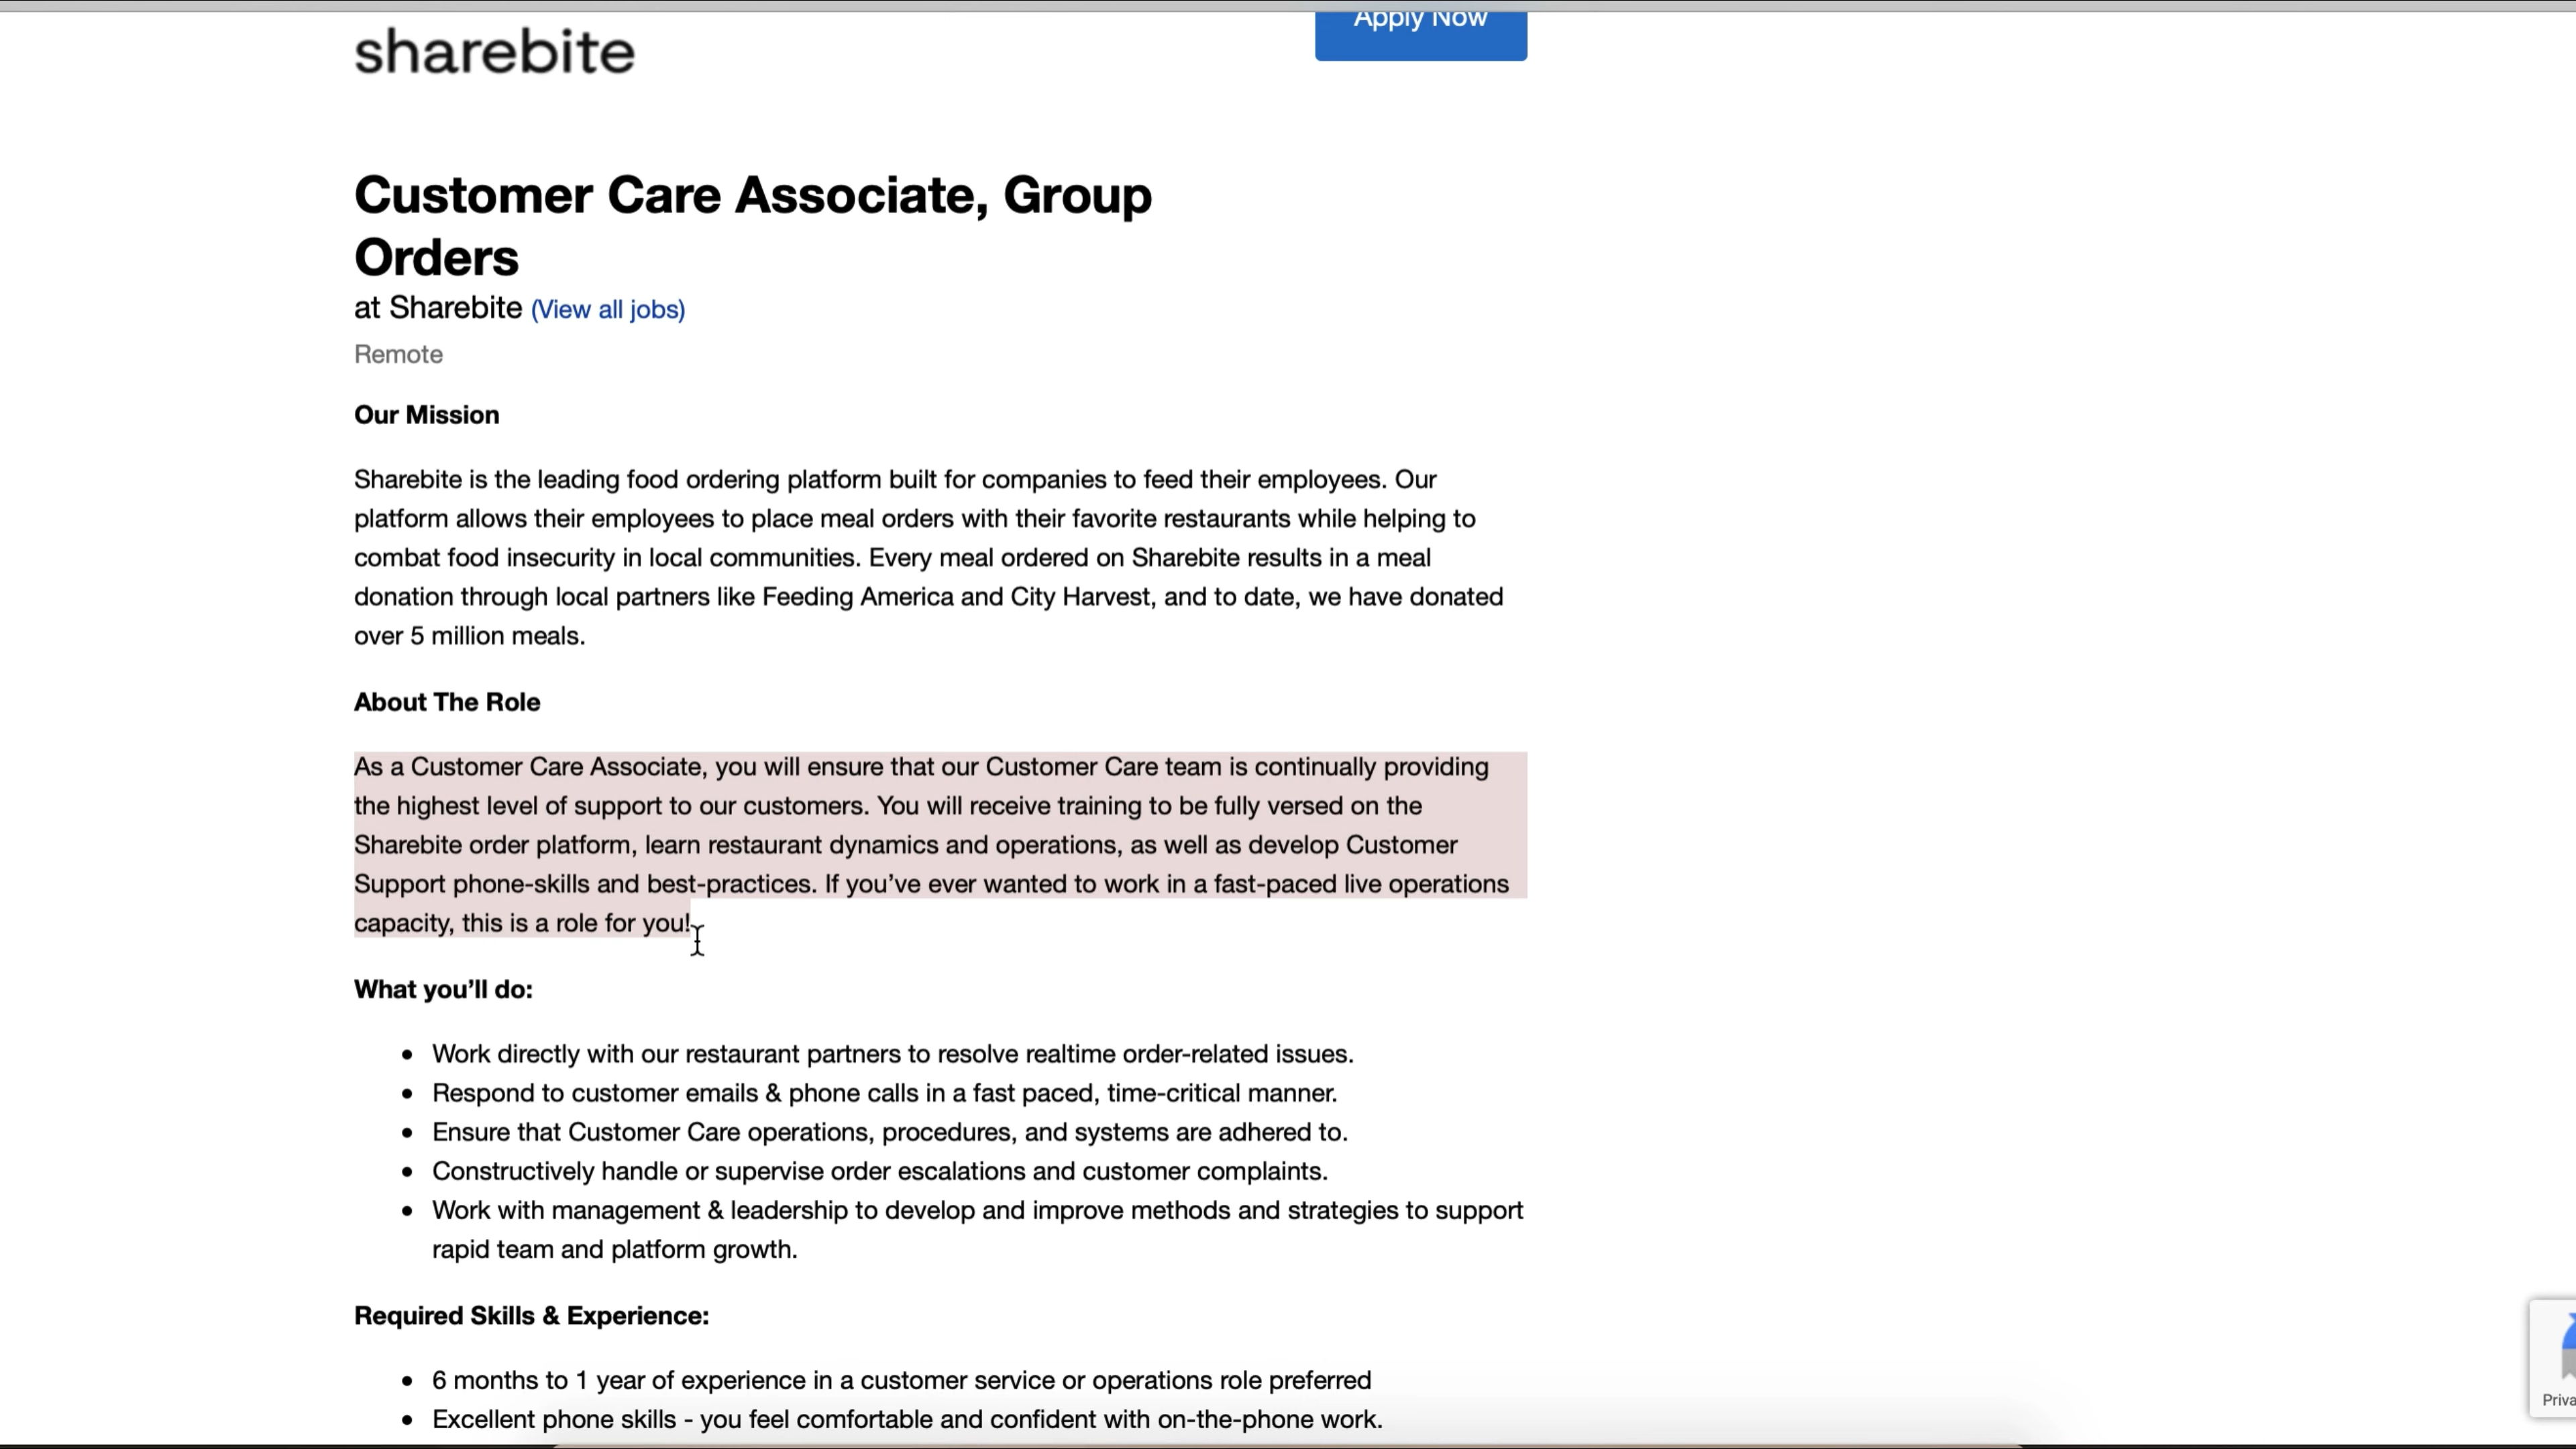 Apply Now
sharebite
Customer Care Associate, Group
Orders
at Sharebite (View all jobs)
Remote
Our Mission
Sharebite is the leading food ordering platform built for companies to feed their employees. Our
platform allows their employees to place meal orders with their favorite restaurants while helping to
combat food insecurity in local communities. Every meal ordered on Sharebite results in a meal
donation through local partners like Feeding America and City Harvest, and to date, we have donated
over 5 million meals.
About The Role
As a Customer Care Associate, you will ensure that our Customer Care team is continually providing
the highest level of support to our customers. You will receive training to be fully versed on the
Sharebite order platform, learn restaurant dynamics and operations, as well as develop Customer
Support phone-skills and best-practices. If you’ve ever wanted to work in a fast-paced live operations
capacity, this is a role for you!
What you’ll do:
• Work directly with our restaurant partners to resolve realtime order-related issues.
• Respond to customer emails & phone calls in a fast paced, time-critical manner.
• Ensure that Customer Care operations, procedures, and systems are adhered to.
• Constructively handle or supervise order escalations and customer complaints.
• Work with management & leadership to develop and improve methods and strategies to support
rapid team and platform growth.
Required Skills & Experience:
• 6 months to 1 year of experience in a customer service or operations role preferred
• Excellent phone skills - you feel comfortable and confident with on-the-phone work.